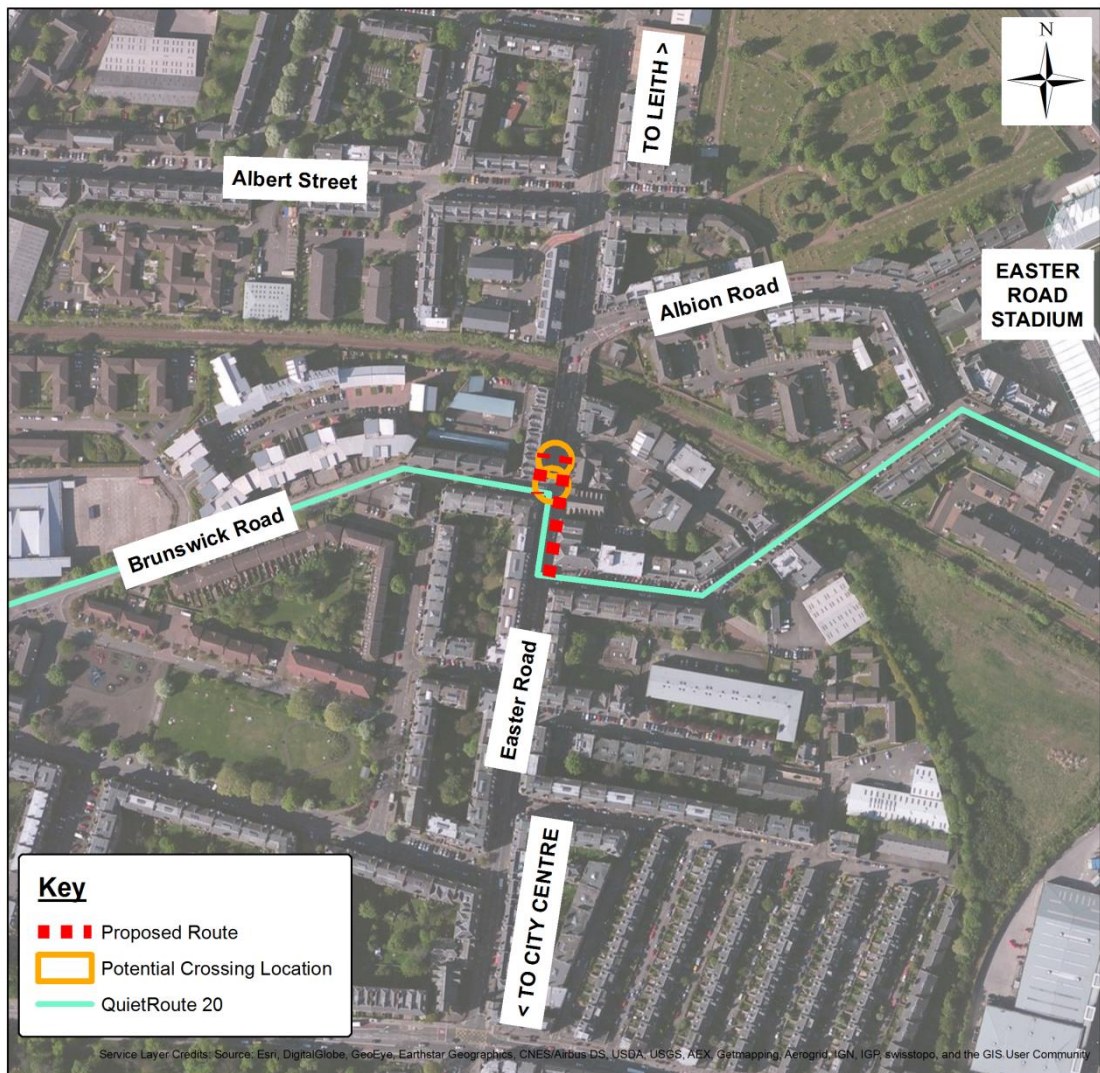 N
TO LEITH >
Albert Street
Albion Road
EASTER
ROAD
STADIUM
Brunswick Road
Easter Road
< TO CITY CENTRE
Key
Proposed Route
Potential Crossing Location
QuietRoute 20
Service Layer Credits: Source: Esri, DigitalGlobe, GeoEye, Earthstar Geographics, CNES/Airbus DS, USDA, USGS, AEX, Getmapping, Aerogrid, IGN, IGP, swisstopo, and the GIS User Community